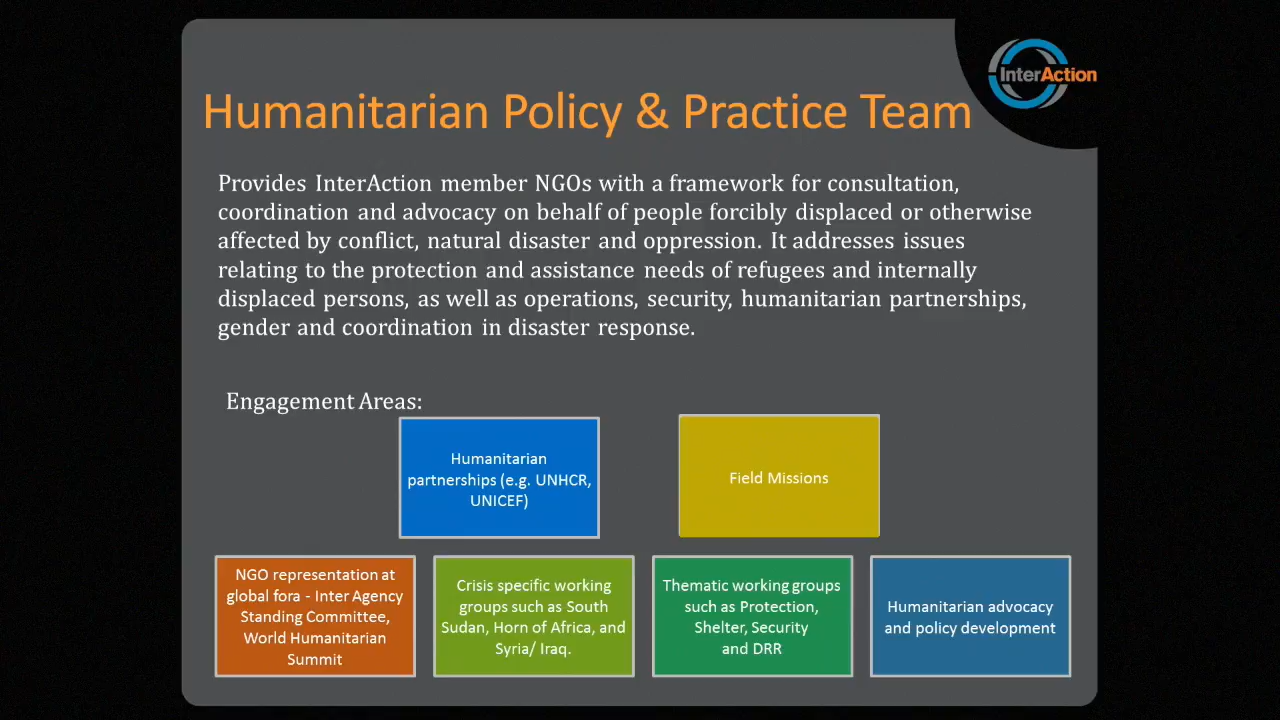 InterAction
Humanitarian Policy & Practice Team
Provides InterAction member NGOs with a framework for consultation,
coordination and advocacy on behalf of people forcibly displaced or otherwise
affected by conflict, natural disaster and oppression. It addresses issues
relating to the protection and assistance needs of refugees and internally
displaced persons, as well as operations, security, humanitarian partnerships,
gender and coordination in disaster response.
Engagement Areas:
Humanitarian
partnerships (e.g. UNHCR,
UNICEF)
Field Missions
NGO representation at
global fora - Inter Agency
Standing Committee,
World Humanitarian
Summit
Crisis specific working
groups such as South
Sudan, Horn of Africa, and
Syria/ Iraq.
Thematic working groups
such as Protection,
Shelter, Security
and DRR
Humanitarian advocacy
and policy development